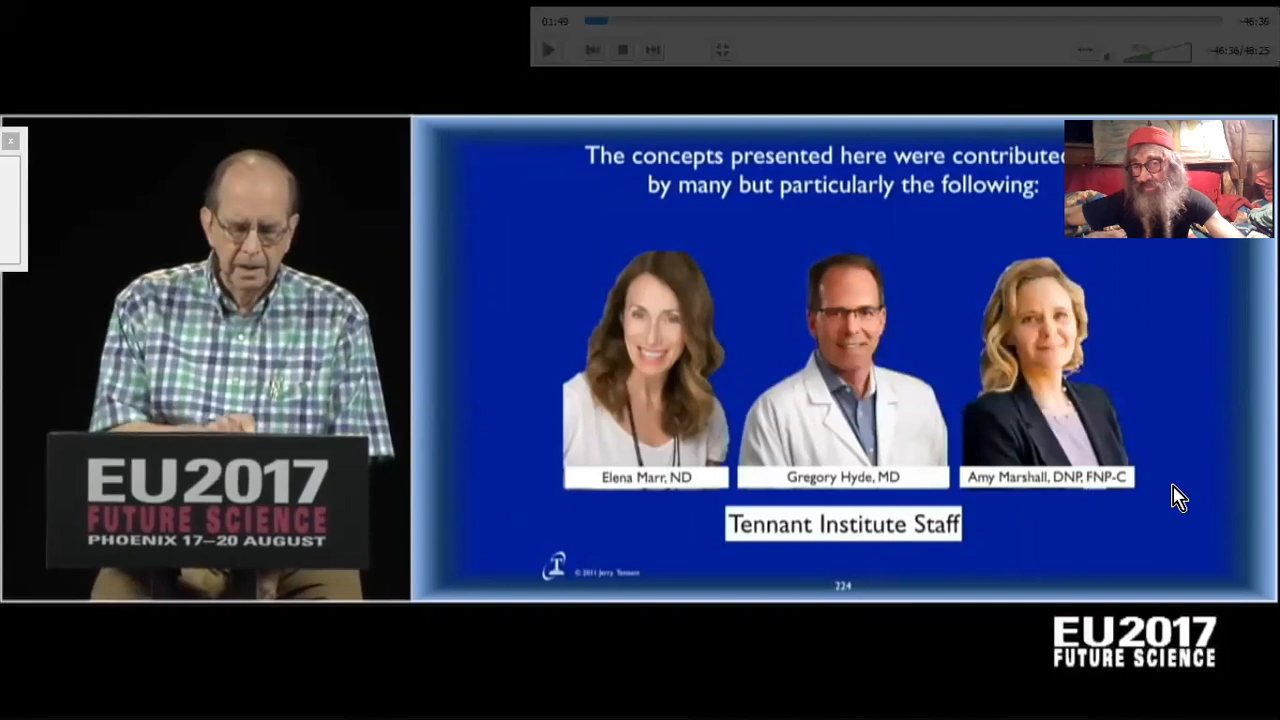 01:49
-46:36
-46:36/48:25
x
The concepts presented here were contributed
by many but particularly the following:
Elena Marr, ND
Gregory Hyde, MD
Amy Marshall, DNP, FNP-C
Tennant Institute Staff
T
© 2011 Jerry Tennant
224
EU2017
FUTURE SCIENCE
PHOENIX 17–20 AUGUST
EU2017
FUTURE SCIENCE